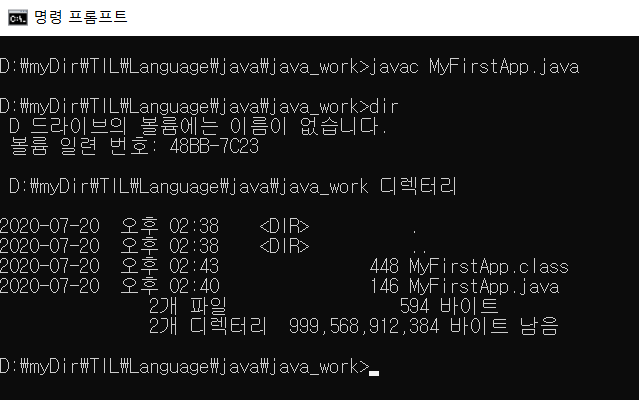 명령 프롬프트
D:₩myDir₩TIL₩Language₩java₩java_work>javac MyFirstApp.java
D:₩myDir₩TIL₩Language₩java₩java_work>dir
D 드라이브의 볼륨에는 이름이 없습니다.
볼륨 일련 번호: 48BB-7C23
D:₩myDir₩TIL₩Language₩java₩java_work 디렉터리
2020-07-20 오후 02:38 <DIR> .
2020-07-20 오후 02:38 <DIR> ..
2020-07-20 오후 02:43 448 MyFirstApp.class
2020-07-20 오후 02:40 146 MyFirstApp.java
2개 파일 594 바이트
2개 디렉터리 999,568,912,384 바이트 남음
D:₩myDir₩TIL₩Language₩java₩java_work>